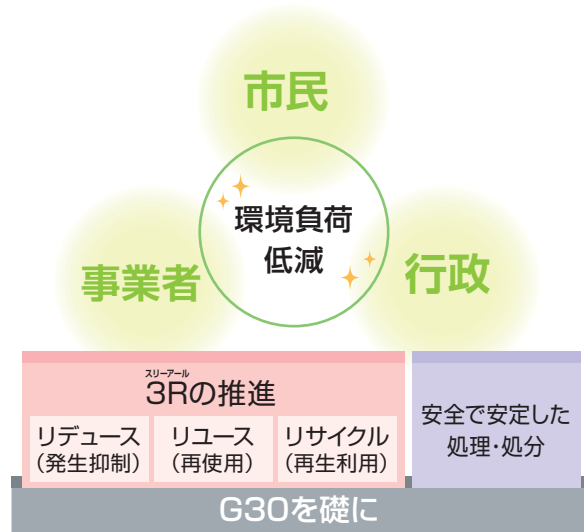 市民
環境負荷
低減
事業者
行政
スリーアール
3Rの推進
リデュース
(発生抑制)
リユース
(再使用)
リサイクル
(再生利用)
安全で安定した
処理・処分
G30を礎に